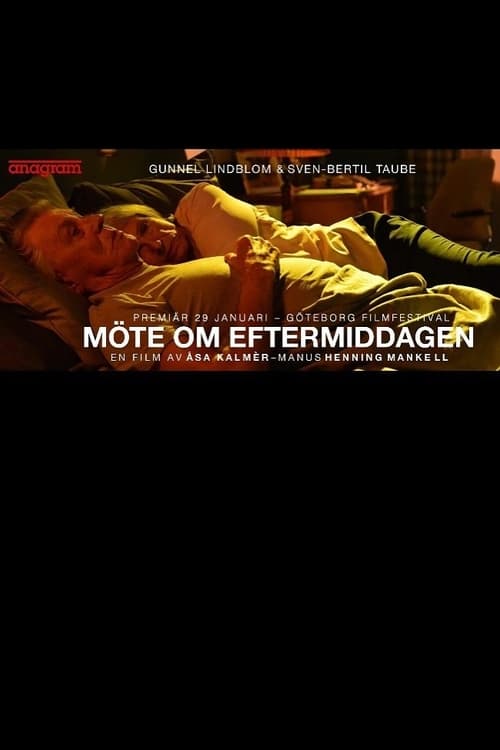 anagram
GUNNEL LINDBLOM & SVEN-BERTIL TAUBE
PREMIÄR 29 JANUARI – GÖTEBORG FILMFESTIVAL
MÖTE OM EFTERMIDDAGEN
EN FILM AV ÅSA KALMÈR–MANUS HENNING MANKELL